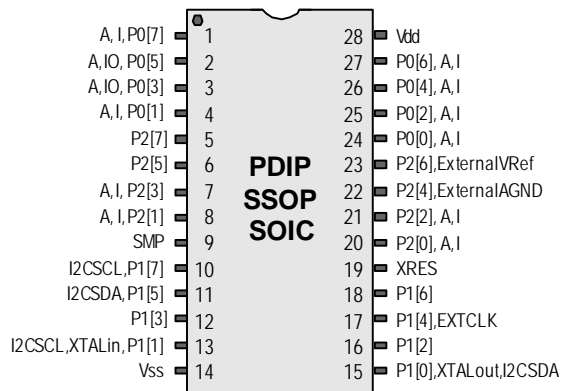 A, I, P0[7] 1 28 Vdd
A, IO, P0[5] 2 27 P0[6], A, I
A, IO, P0[3] 3 26 P0[4], A, I
A, I, P0[1] 4 25 P0[2], A, I
P2[7] 5 24 P0[0], A, I
P2[5] 6 PDIP 23 P2[6],ExternalVRef
A, I, P2[3] 7 SSOP 22 P2[4],ExternalAGND
A, I, P2[1] 8 SOIC 21 P2[2], A, I
SMP 9 20 P2[0], A, I
I2CSCL,P1[7] 10 19 XRES
I2CSDA, P1[5] 11 18 P1[6]
P1[3] 12 17 P1[4],EXTCLK
I2CSCL,XTALin, P1[1] 13 16 P1[2]
Vss 14 15 P1[0],XTALout,I2CSDA